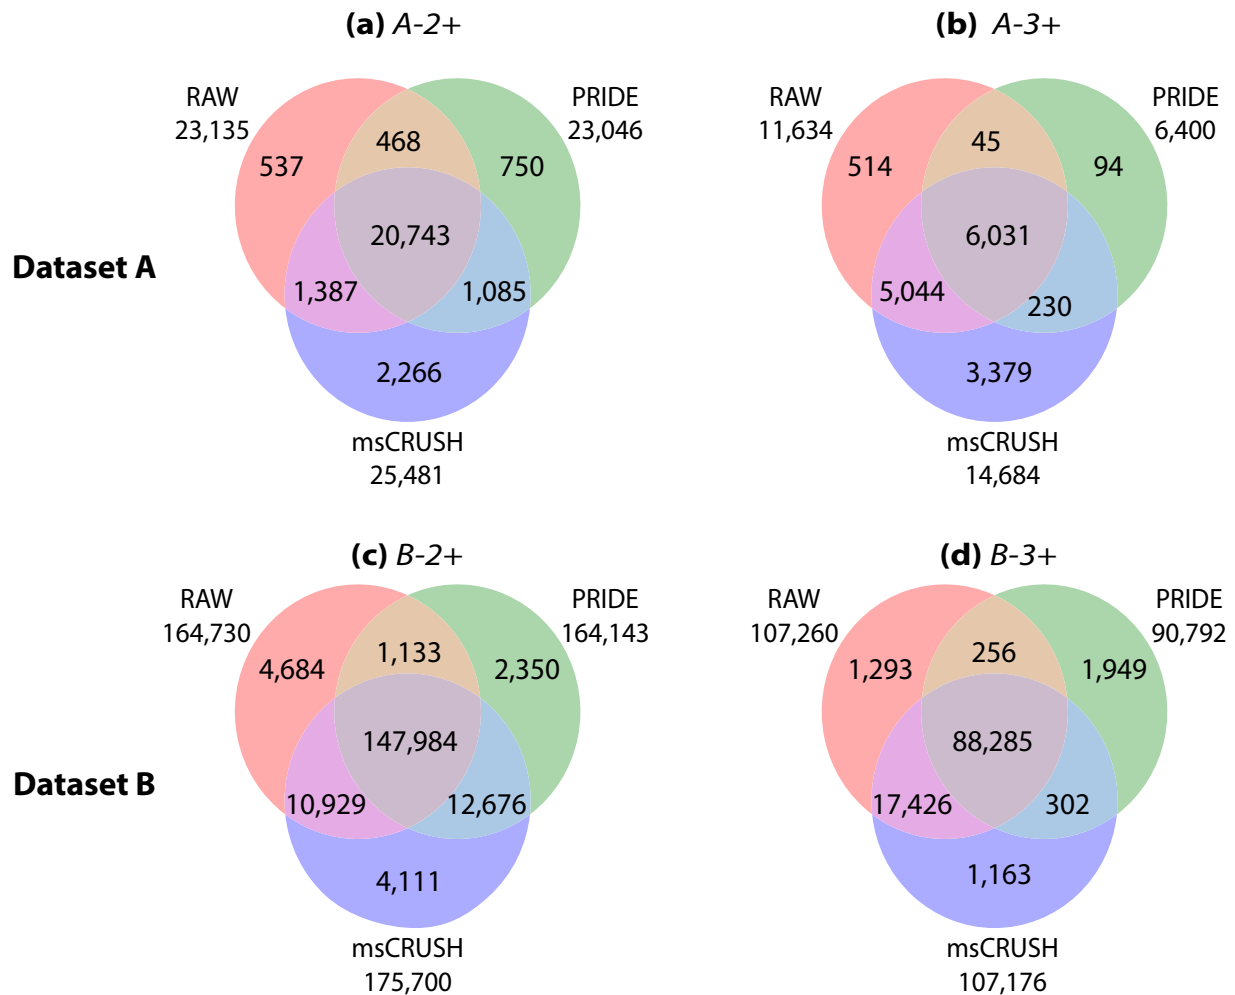 (a) A-2+
(b) A-3+
RAW
23,135
PRIDE
23,046
468
537
750
20,743
1,387
1,085
2,266
msCRUSH
25,481
RAW
11,634
PRIDE
6,400
45
514
94
6,031
5,044
230
3,379
msCRUSH
14,684
Dataset A
(c) B-2+
(d) B-3+
RAW
164,730
PRIDE
164,143
1,133
4,684
2,350
147,984
10,929
12,676
4,111
msCRUSH
175,700
RAW
107,260
PRIDE
90,792
256
1,293
1,949
88,285
17,426
302
1,163
msCRUSH
107,176
Dataset B